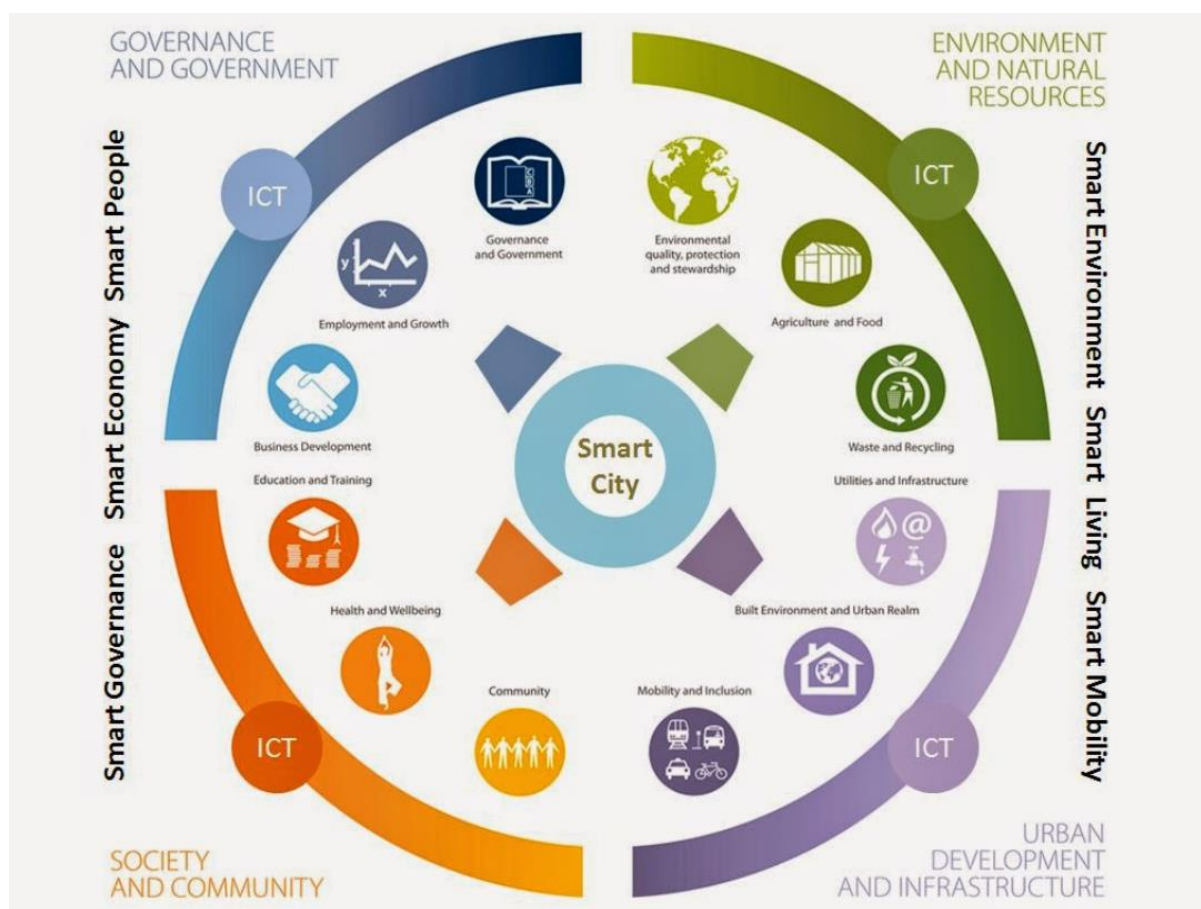 GOVERNANCE
AND GOVERNMENT
ENVIRONMENT
AND NATURAL
RESOURCES
Smart People
Smart Economy
Smart Governance
Smart Environment
Smart Living
Smart Mobility
ICT
ICT
Governance
and Government
Environmental
quality, protection
and stewardship
y
x
Employment and Growth
Agriculture and Food
Business Development
Waste and Recycling
Smart
City
Education and Training
Utilities and Infrastructure
@
Health and Wellbeing
Built Environment and Urban Realm
Community
Mobility and Inclusion
ICT
ICT
SOCIETY
AND COMMUNITY
URBAN
DEVELOPMENT
AND INFRASTRUCTURE